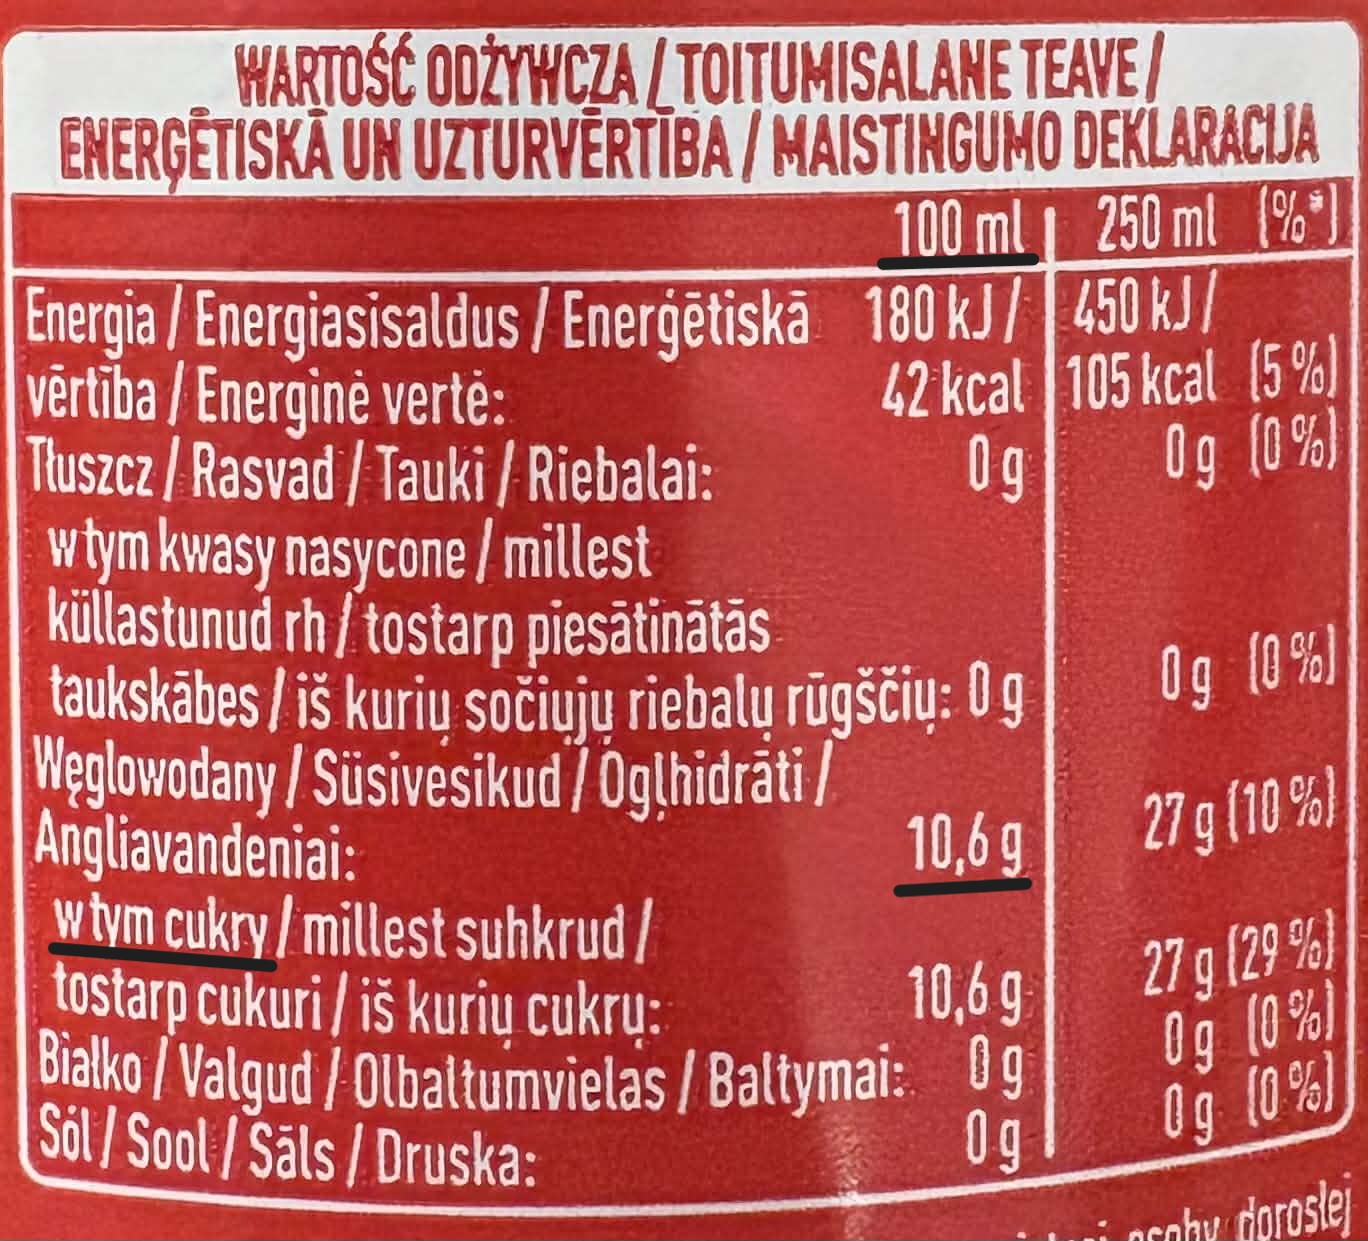 WARTOŚĆ ODŻYWCZA / TOITUMISALANE TEAVE /
ENERĢĒTISKĀ UN UZTURVĒRTĪBA / MAISTINGUMO DEKLARACIJA
100 ml 250 ml (%*)
Energia / Energiasisaldus / Enerģētiskā 180 kJ / 450 kJ /
vērtība / Energinė vertė: 42 kcal 105 kcal (5 %)
Tłuszcz / Rasvad / Tauki / Riebalai: 0 g 0 g (0 %)
w tym kwasy nasycone / millest
küllastunud rh / tostarp piesātinātās
taukskābes / iš kurių sočiųjų riebalų rūgščių: 0 g 0 g (0 %)
Węglowodany / Süsivesikud / Ogļhidrāti /
Angliavandeniai: 10,6 g 27 g (10 %)
w tym cukry / millest suhkrud /
tostarp cukuri / iš kurių cukrų: 10,6 g 27 g (29 %)
Białko / Valgud / Olbaltumvielas / Baltymai: 0 g 0 g (0 %)
Sól / Sool / Sāls / Druska: 0 g 0 g (0 %)
osoby dorosłej